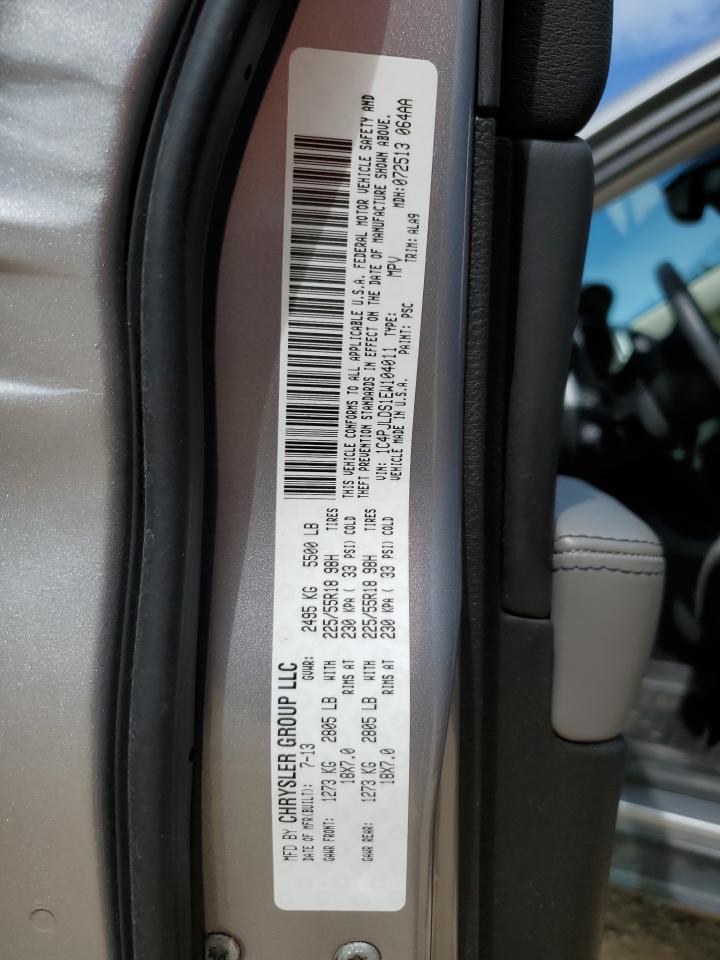 MFD BY CHRYSLER GROUP LLC
DATE OF MFR(BUILT): 7-13 GVWR: 2495 KG 5500 LB
GAWR FRONT: 1273 KG 2805 LB WITH 225/55R18 98H TIRES
18X7.0 RIMS AT 230 KPA ( 33 PSI) COLD
GAWR REAR: 1273 KG 2805 LB WITH 225/55R18 98H TIRES
18X7.0 RIMS AT 230 KPA ( 33 PSI) COLD
THIS VEHICLE CONFORMS TO ALL APPLICABLE U.S.A. FEDERAL MOTOR VEHICLE SAFETY AND
THEFT PREVENTION STANDARDS IN EFFECT ON THE DATE OF MANUFACTURE SHOWN ABOVE.
VIN: 1C4PJLDS1EW104011 TYPE: MPV MDH: 072513 064AA
VEHICLE MADE IN U.S.A. PAINT: PSC TRIM: ALA9